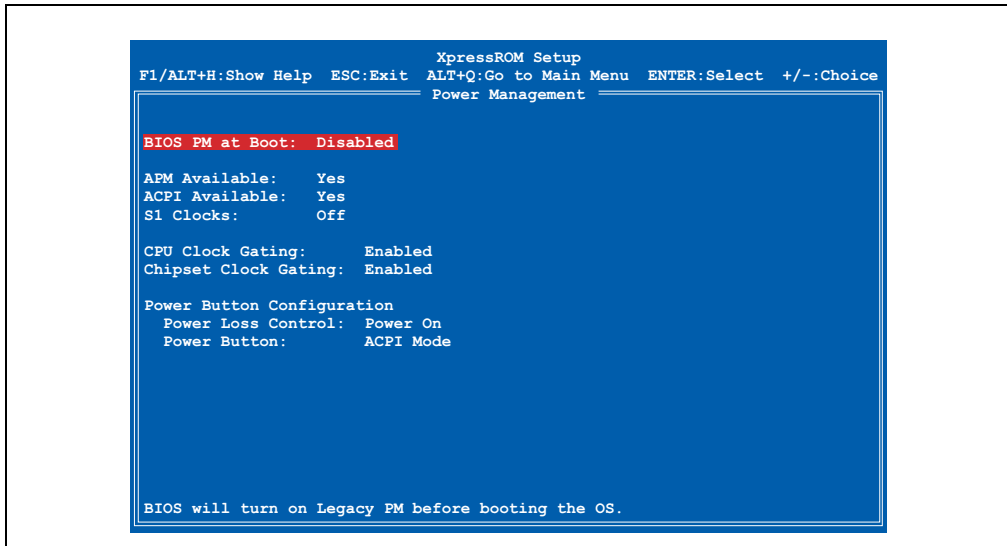 XpressROM Setup
F1/ALT+H:Show Help ESC:Exit ALT+Q:Go to Main Menu ENTER:Select +/-:Choice
Power Management
BIOS PM at Boot: Disabled
APM Available: Yes
ACPI Available: Yes
S1 Clocks: Off
CPU Clock Gating: Enabled
Chipset Clock Gating: Enabled
Power Button Configuration
Power Loss Control: Power On
Power Button: ACPI Mode
BIOS will turn on Legacy PM before booting the OS.